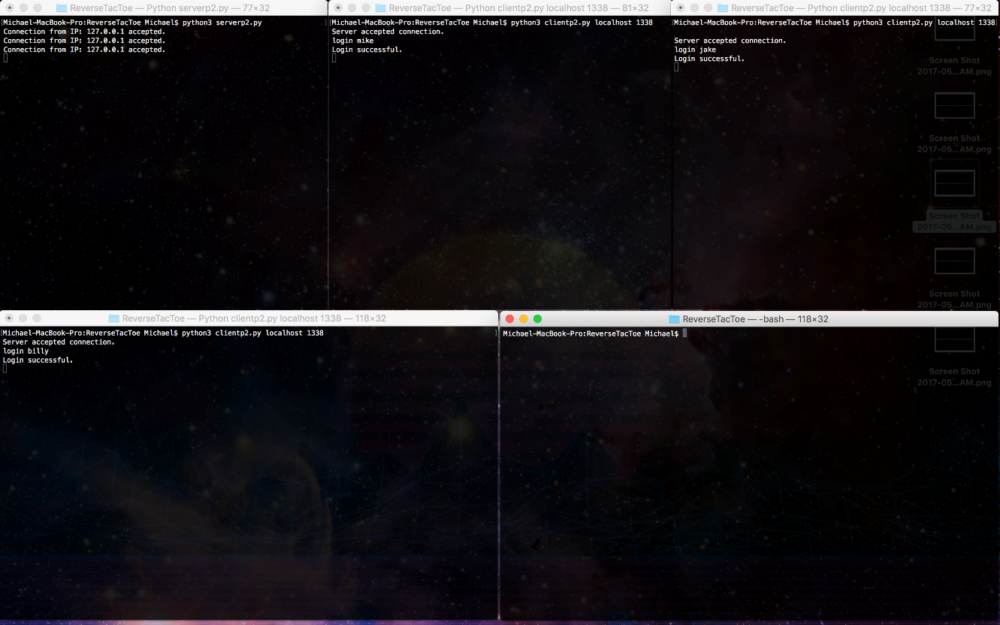 ReverseTacToe — Python serverp2.py — 77×32
[Michael-MacBook-Pro:ReverseTacToe Michael$ python3 serverp2.py ]
Connection from IP: 127.0.0.1 accepted.
Connection from IP: 127.0.0.1 accepted.
Connection from IP: 127.0.0.1 accepted.
ReverseTacToe — Python clientp2.py localhost 1338 — 81×32
[Michael-MacBook-Pro:ReverseTacToe Michael$ python3 clientp2.py localhost 1338 ]
Server accepted connection.
login mike
Login successful.
ReverseTacToe — Python clientp2.py localhost 1338 — 77×32
[Michael-MacBook-Pro:ReverseTacToe Michael$ python3 clientp2.py localhost 1338]
Server accepted connection.
login jake
Login successful.
Screen Shot
2017-05...AM.png
Screen Shot
2017-05...AM.png
Screen Shot
2017-05...AM.png
Screen Shot
2017-05...AM.png
ReverseTacToe — Python clientp2.py localhost 1338 — 118×32
[Michael-MacBook-Pro:ReverseTacToe Michael$ python3 clientp2.py localhost 1338 ]
Server accepted connection.
login billy
Login successful.
ReverseTacToe — -bash — 118×32
Michael-MacBook-Pro:ReverseTacToe Michael$
Screen Shot
2017-05...AM.png